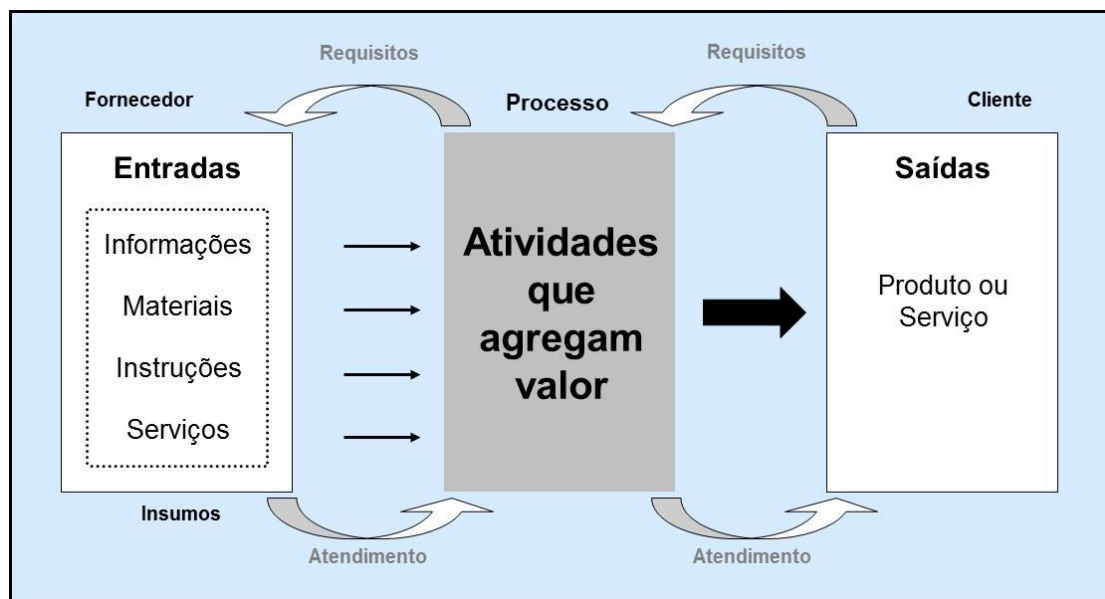 Requisitos
Requisitos
Fornecedor
Processo
Cliente
Entradas
Informações
Materiais
Instruções
Serviços
Atividades
que
agregam
valor
Saídas
Produto ou
Serviço
Insumos
Atendimento
Atendimento